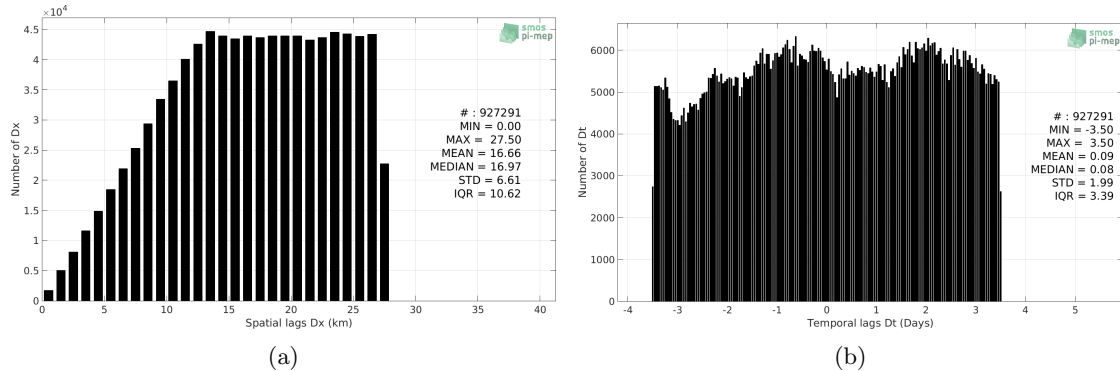 ×10⁴
4.5
4
3.5
3
2.5
2
1.5
1
0.5
0
Number of Dx
0 5 10 15 20 25 30 35 40
Spatial lags Dx (km)
smos
pi-mep
# : 927291
MIN = 0.00
MAX = 27.50
MEAN = 16.66
MEDIAN = 16.97
STD = 6.61
IQR = 10.62
(a)
6000
5000
4000
3000
2000
1000
0
Number of Dt
-4 -3 -2 -1 0 1 2 3 4 5
Temporal lags Dt (Days)
smos
pi-mep
# : 927291
MIN = -3.50
MAX = 3.50
MEAN = 0.09
MEDIAN = 0.08
STD = 1.99
IQR = 3.39
(b)